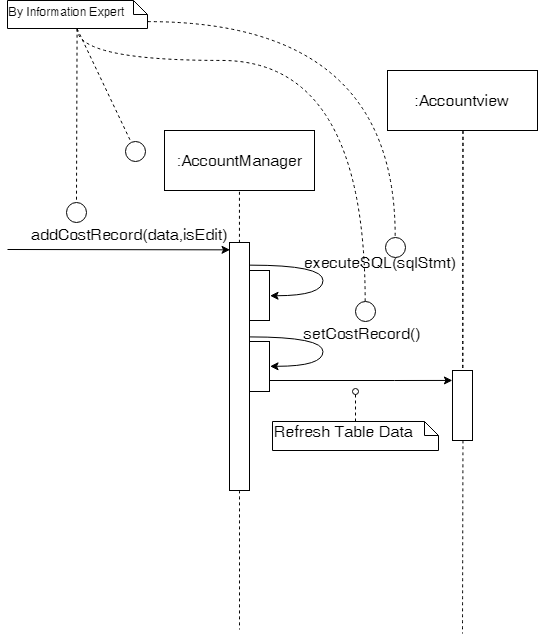 By Information Expert
:Accountview
:AccountManager
addCostRecord(data,isEdit)
executeSQL(sqlStmt)
setCostRecord()
Refresh Table Data